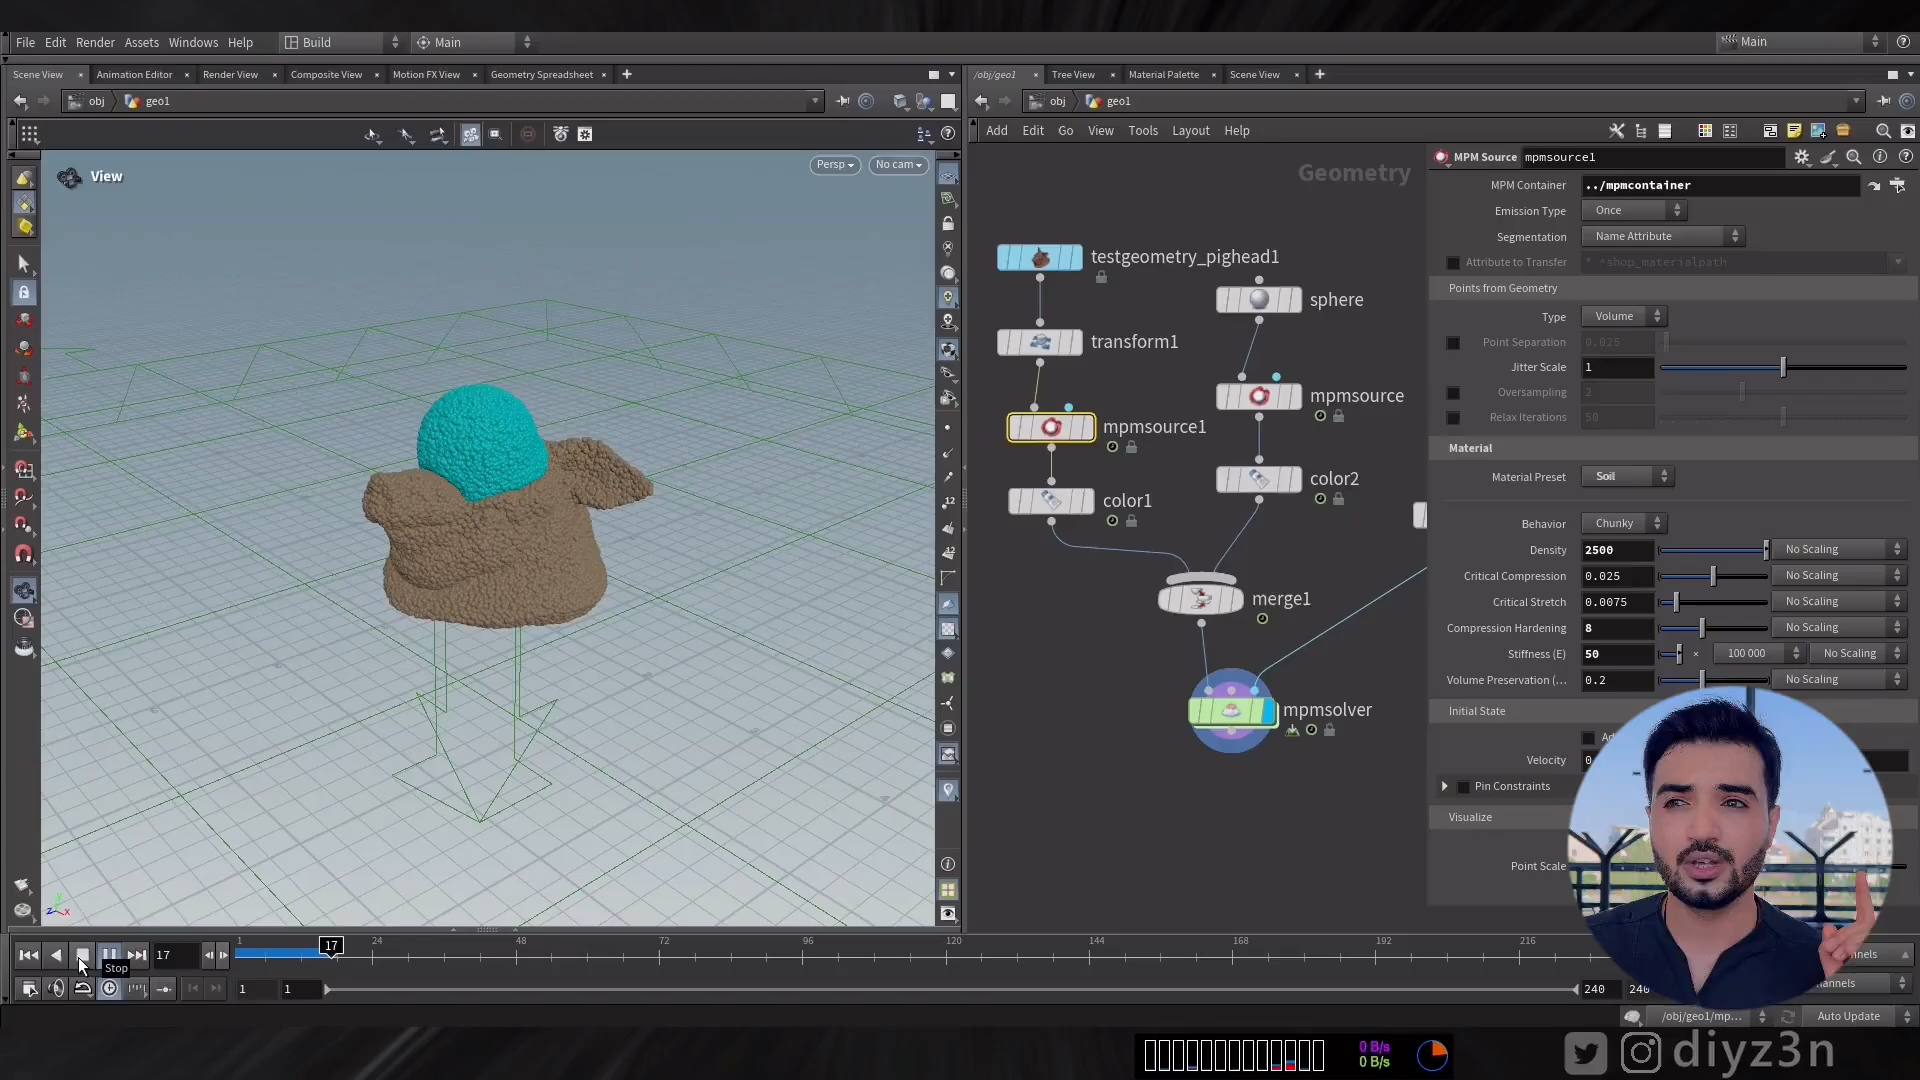 File Edit Render Assets Windows Help Build Main Main
Scene View Animation Editor Render View Composite View Motion FX View Geometry Spreadsheet
/obj/geo1 Tree View Material Palette Scene View
obj geo1
obj geo1
Add Edit Go View Tools Layout Help
View
Persp No cam
Geometry
testgeometry_pighead1
sphere
transform1
mpmsource
mpmsource1
color2
color1
merge1
mpmsolver
MPM Source mpmsource1
MPM Container ../mpmcontainer
Emission Type Once
Segmentation Name Attribute
Attribute to Transfer * ^shop_materialpath
Points from Geometry
Type Volume
Point Separation 0.025
Jitter Scale 1
Oversampling 2
Relax Iterations 50
Material
Material Preset Soil
Behavior Chunky
Density 2500 No Scaling
Critical Compression 0.025 No Scaling
Critical Stretch 0.0075 No Scaling
Compression Hardening 8 No Scaling
Stiffness (E) 50 × 100 000 No Scaling
Volume Preservation (... 0.2 No Scaling
Initial State
Velocity
Pin Constraints
Visualize
Point Scale
17 1 17 24 48 72 96 120 144 168 192 216
Stop
1 1 240
/obj/geo1/mp... Auto Update
0 B/s
0 B/s
diyz3n